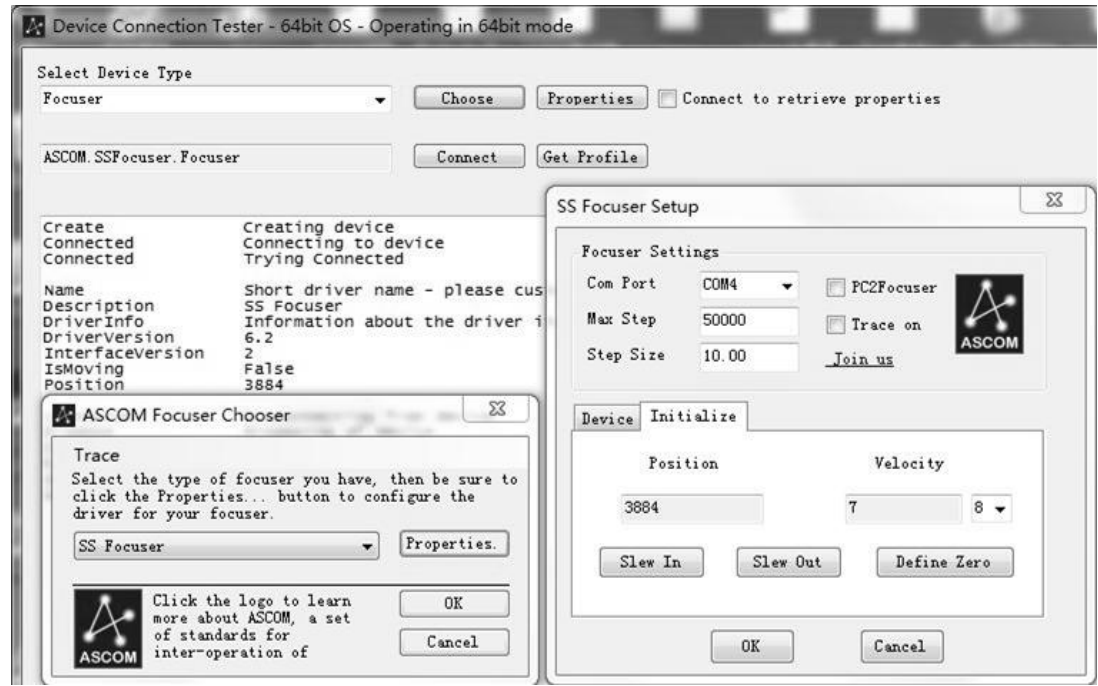 Device Connection Tester - 64bit OS - Operating in 64bit mode
Select Device Type
Focuser Choose Properties Connect to retrieve properties
ASCOM.SSFocuser.Focuser Connect Get Profile
Create Creating device
Connected Connecting to device
Connected Trying Connected
Name Short driver name - please cus
Description SS Focuser
DriverInfo Information about the driver i
DriverVersion 6.2
InterfaceVersion 2
IsMoving False
Position 3884
ASCOM Focuser Chooser
Trace
Select the type of focuser you have, then be sure to
click the Properties... button to configure the
driver for your focuser.
SS Focuser Properties.
Click the logo to learn
more about ASCOM, a set
of standards for
inter-operation of
ASCOM
OK
Cancel
SS Focuser Setup
Focuser Settings
Com Port COM4 PC2Focuser
Max Step 50000 Trace on
Step Size 10.00 Join us
ASCOM
Device Initialize
Position Velocity
3884 7 8
Slew In Slew Out Define Zero
OK Cancel